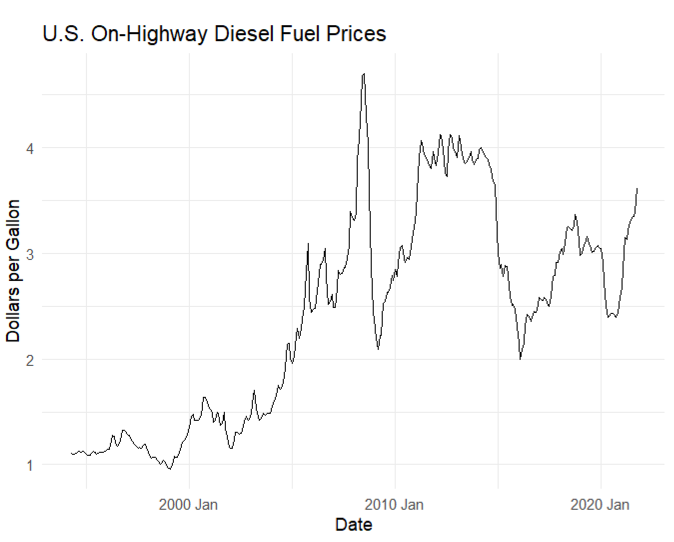 U.S. On-Highway Diesel Fuel Prices
Dollars per Gallon
4
3
2
1
2000 Jan
2010 Jan
2020 Jan
Date